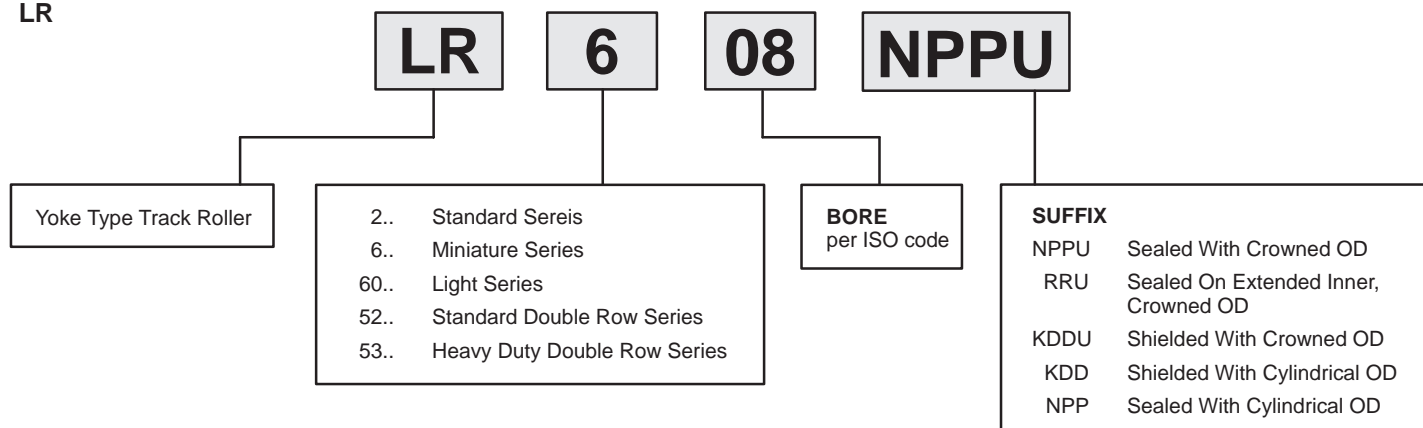 LR
LR 6 08 NPPU
Yoke Type Track Roller
2.. Standard Sereis
6.. Miniature Series
60.. Light Series
52.. Standard Double Row Series
53.. Heavy Duty Double Row Series
BORE
per ISO code
SUFFIX
NPPU Sealed With Crowned OD
RRU Sealed On Extended Inner,
Crowned OD
KDDU Shielded With Crowned OD
KDD Shielded With Cylindrical OD
NPP Sealed With Cylindrical OD